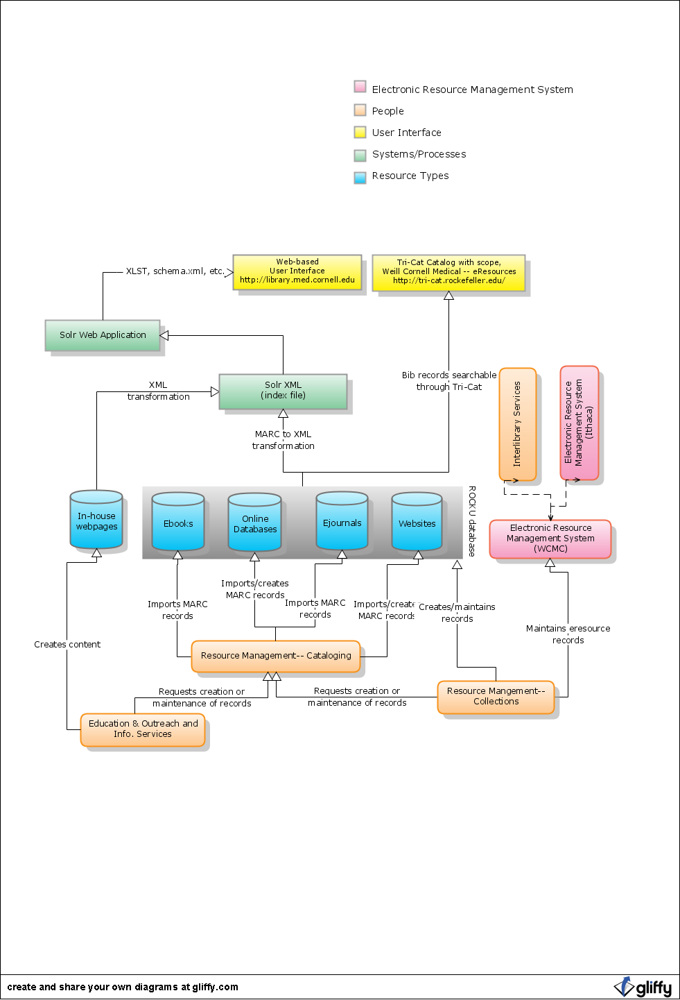 Electronic Resource Management System
People
User Interface
Systems/Processes
Resource Types
XLST, schema.xml, etc.
Web-based
User Interface
http://library.med.cornell.edu
Tri-Cat Catalog with scope,
Weill Cornell Medical -- eResources
http://tri-cat.rockefeller.edu/
Solr Web Application
Solr XML
(index file)
XML
transformation
Bib records searchable
through Tri-Cat
Interlibrary Services
Electronic Resource
Management System
(Ithaca)
MARC to XML
transformation
In-house
webpages
Ebooks
Online
Databases
Ejournals
Websites
ROCKU database
Electronic Resource
Management System
(WCMC)
Imports MARC
records
Imports/creates
MARC records
Imports MARC
records
Imports/create
MARC records
Creates/maintains
records
Maintains eresource
records
Creates content
Resource Management-- Cataloging
Requests creation or
maintenance of records
Requests creation or
maintenance of records
Resource Mangement--
Collections
Education & Outreach and
Info. Services
create and share your own diagrams at gliffy.com
gliffy